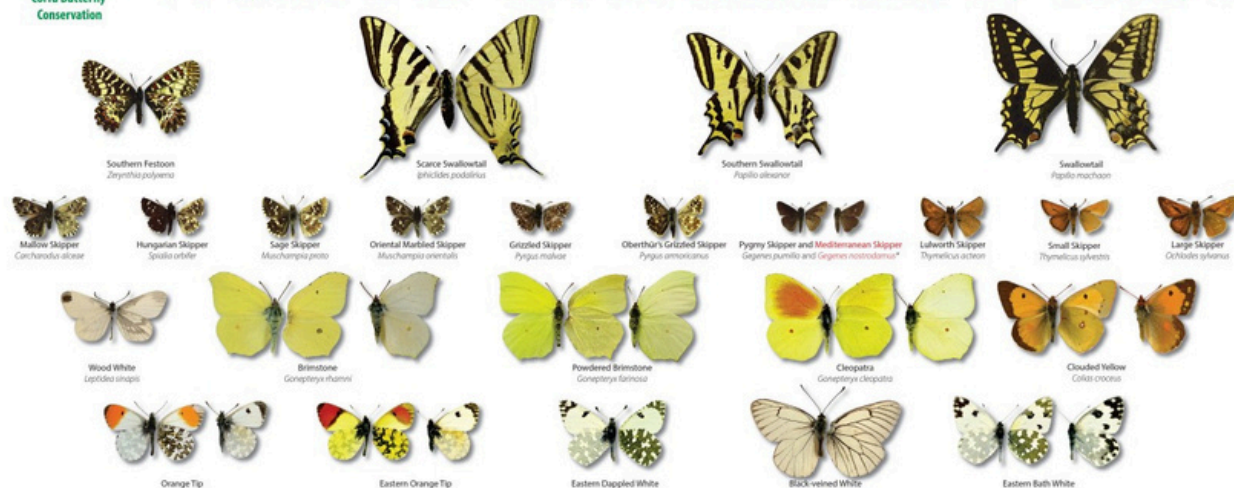 Corfu Butterfly
Conservation
Southern Festoon
Zerynthia polyxena
Scarce Swallowtail
Iphiclides podalirius
Southern Swallowtail
Papilio alexanor
Swallowtail
Papilio machaon
Mallow Skipper
Carcharodus alceae
Hungarian Skipper
Spialia orbifer
Sage Skipper
Muschampia proto
Oriental Marbled Skipper
Muschampia orientalis
Grizzled Skipper
Pyrgus malvae
Oberthür's Grizzled Skipper
Pyrgus armoricanus
Pygmy Skipper and Mediterranean Skipper
Gegenes pumilio and Gegenes nostrodamus*
Lulworth Skipper
Thymelicus acteon
Small Skipper
Thymelicus sylvestris
Large Skipper
Ochlodes sylvanus
Wood White
Leptidea sinapis
Brimstone
Gonepteryx rhamni
Powdered Brimstone
Gonepteryx farinosa
Cleopatra
Gonepteryx cleopatra
Clouded Yellow
Colias croceus
Orange Tip
Eastern Orange Tip
Eastern Dappled White
Black-veined White
Eastern Bath White